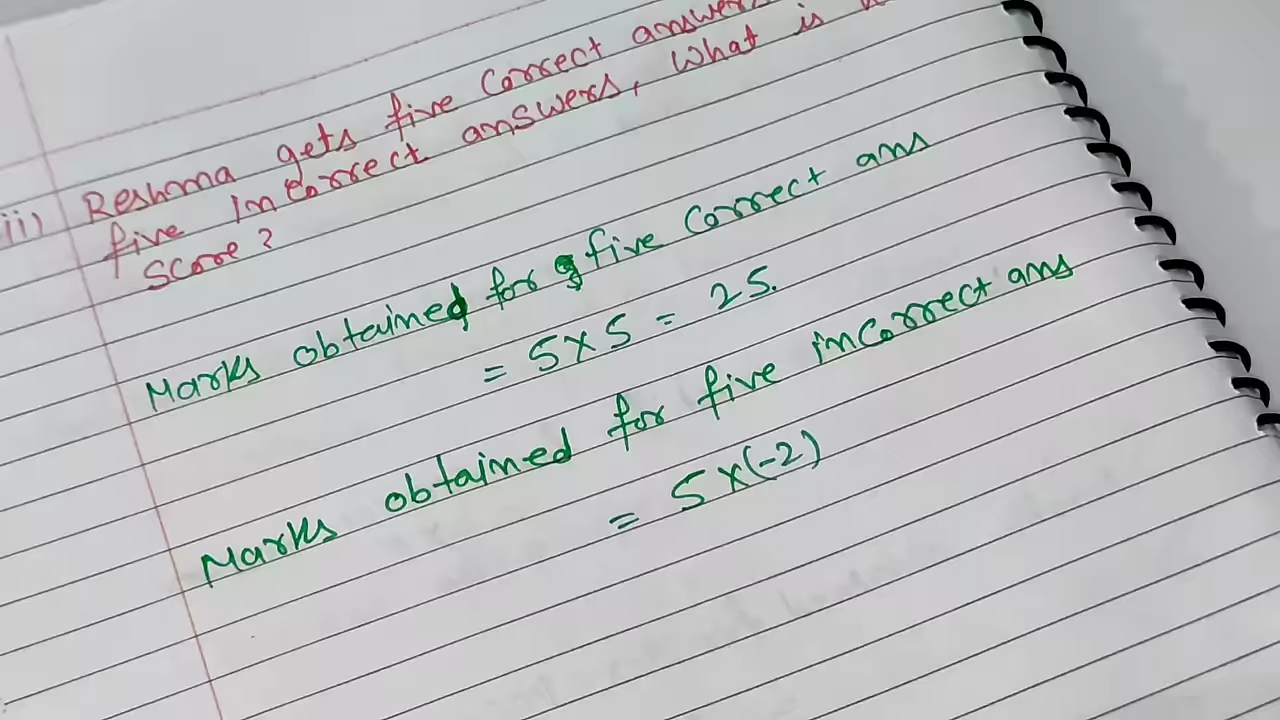 ii) Reshma gets five correct
five incorrect answers, What is
Score?
Marks obtained for five correct ans
= 5×5 = 25.
Marks obtained for five incorrect ans
= 5×(-2)